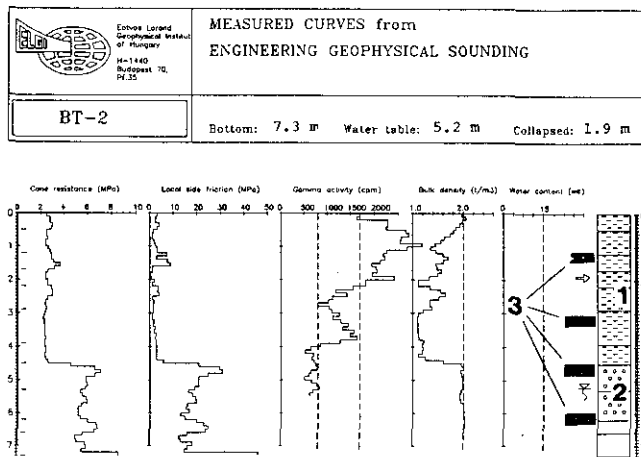 Eotvos Lorand
Geophysical Institut
of Hungary
H-1440
Budapest 70,
Pf.35
MEASURED CURVES from
ENGINEERING GEOPHYSICAL SOUNDING
BT-2
Bottom: 7.3 m Water table: 5.2 m Collapsed: 1.9 m
Cone resistance (MPa) Local side friction (MPa) Gamma activity (cpm) Bulk density (t/m3) Water content
0 2 4 6 8 10 0 10 20 30 40 50 500 1000 1500 2000 1.0 2.0 0 15
0
1
2
3
4
5
6
7
1
2
3